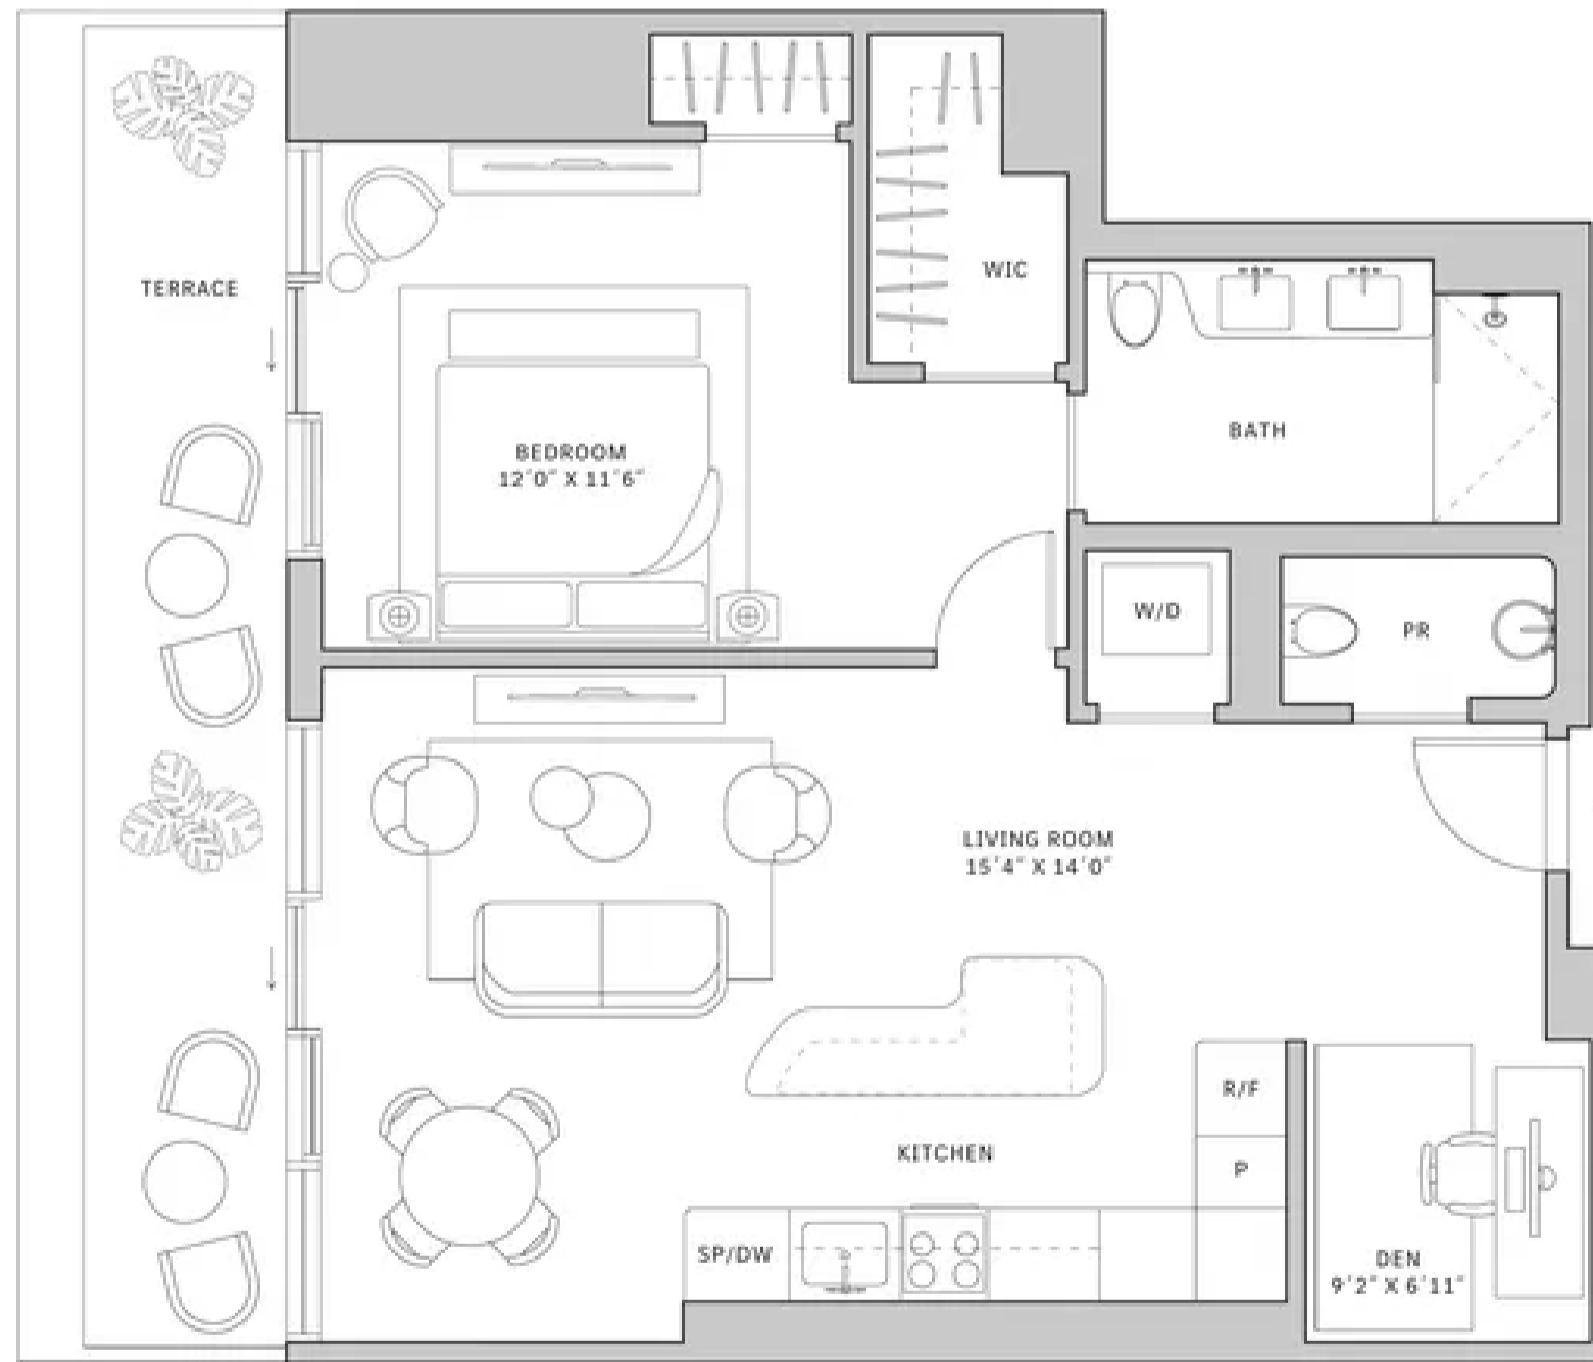 TERRACE
WIC
BATH
BEDROOM
12'0" X 11'6"
W/D
PR
LIVING ROOM
15'4" X 14'0"
R/F
KITCHEN
P
SP/DW
DEN
9'2" X 6'11"